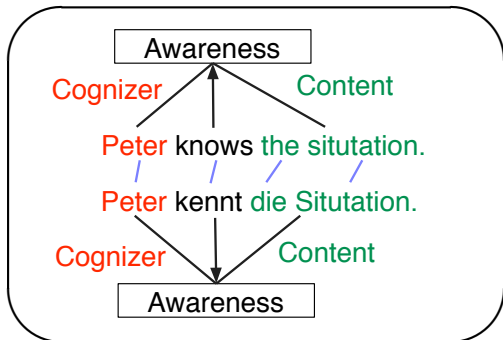 Awareness
Cognizer Content
Peter knows the situtation.
Peter kennt die Situtation.
Cognizer Content
Awareness